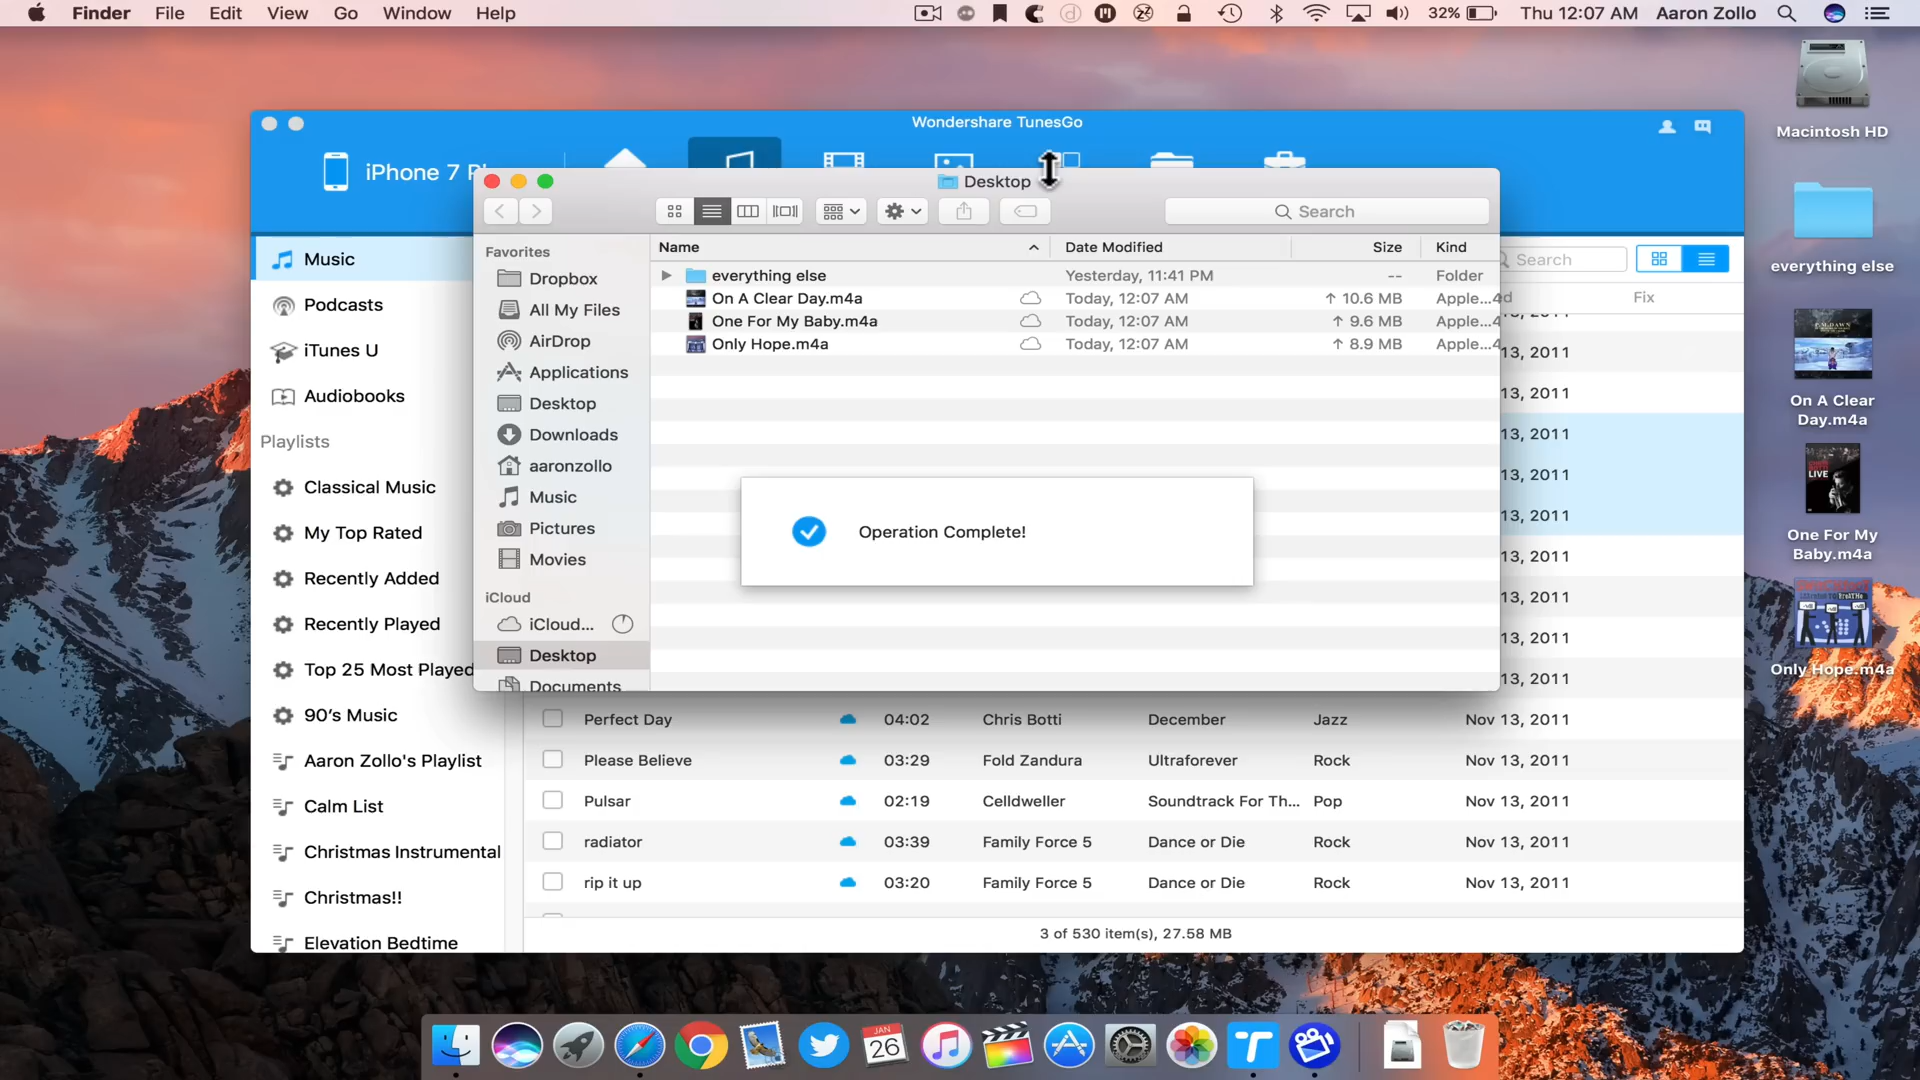 Finder File Edit View Go Window Help
32% Thu 12:07 AM Aaron Zollo
Macintosh HD
everything else
On A Clear
Day.m4a
LIVE
One For My
Baby.m4a
Only Hope.m4a
Wondershare TunesGo
iPhone 7
Music
Podcasts
iTunes U
Audiobooks
Playlists
Classical Music
My Top Rated
Recently Added
Recently Played
Top 25 Most Played
90's Music
Aaron Zollo's Playlist
Calm List
Christmas Instrumental
Christmas!!
Elevation Bedtime
Desktop
Search
Favorites
Dropbox
All My Files
AirDrop
Applications
Desktop
Downloads
aaronzollo
Music
Pictures
Movies
iCloud
iCloud...
Desktop
Documents
Name Date Modified Size Kind
everything else Yesterday, 11:41 PM -- Folder
On A Clear Day.m4a Today, 12:07 AM 10.6 MB Apple...4
One For My Baby.m4a Today, 12:07 AM 9.6 MB Apple...4
Only Hope.m4a Today, 12:07 AM 8.9 MB Apple...4
Operation Complete!
Search
Fix
13, 2011
13, 2011
13, 2011
13, 2011
13, 2011
13, 2011
13, 2011
13, 2011
13, 2011
Perfect Day 04:02 Chris Botti December Jazz Nov 13, 2011
Please Believe 03:29 Fold Zandura Ultraforever Rock Nov 13, 2011
Pulsar 02:19 Celldweller Soundtrack For Th... Pop Nov 13, 2011
radiator 03:39 Family Force 5 Dance or Die Rock Nov 13, 2011
rip it up 03:20 Family Force 5 Dance or Die Rock Nov 13, 2011
3 of 530 item(s), 27.58 MB
JAN
26